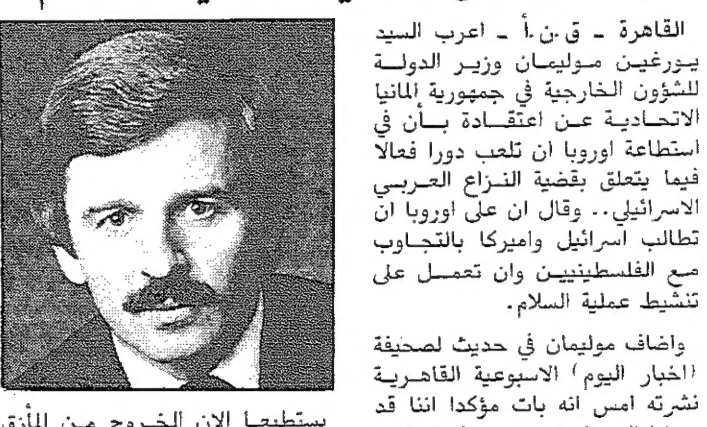 القاهرة - ق.ن.أ - اعرب السيد
يورغين موليمان وزير الدولة
للشؤون الخارجية في جمهورية المانيا
الاتحادية عن اعتقادة بأن في
استطاعة اوروبا ان تلعب دورا فعالا
فيما يتعلق بقضية النزاع العربي
الاسرائيلي.. وقال ان على اوروبا ان
تطالب اسرائيل واميركا بالتجاوب
مع الفلسطينيين وان تعمل على
تنشيط عملية السلام.
واضاف موليمان في حديث لصحيفة
(اخبار اليوم) الاسبوعية القاهرية
نشرته امس انه بات مؤكدا اننا قد
يستطيعا الان الخروج من المأزق